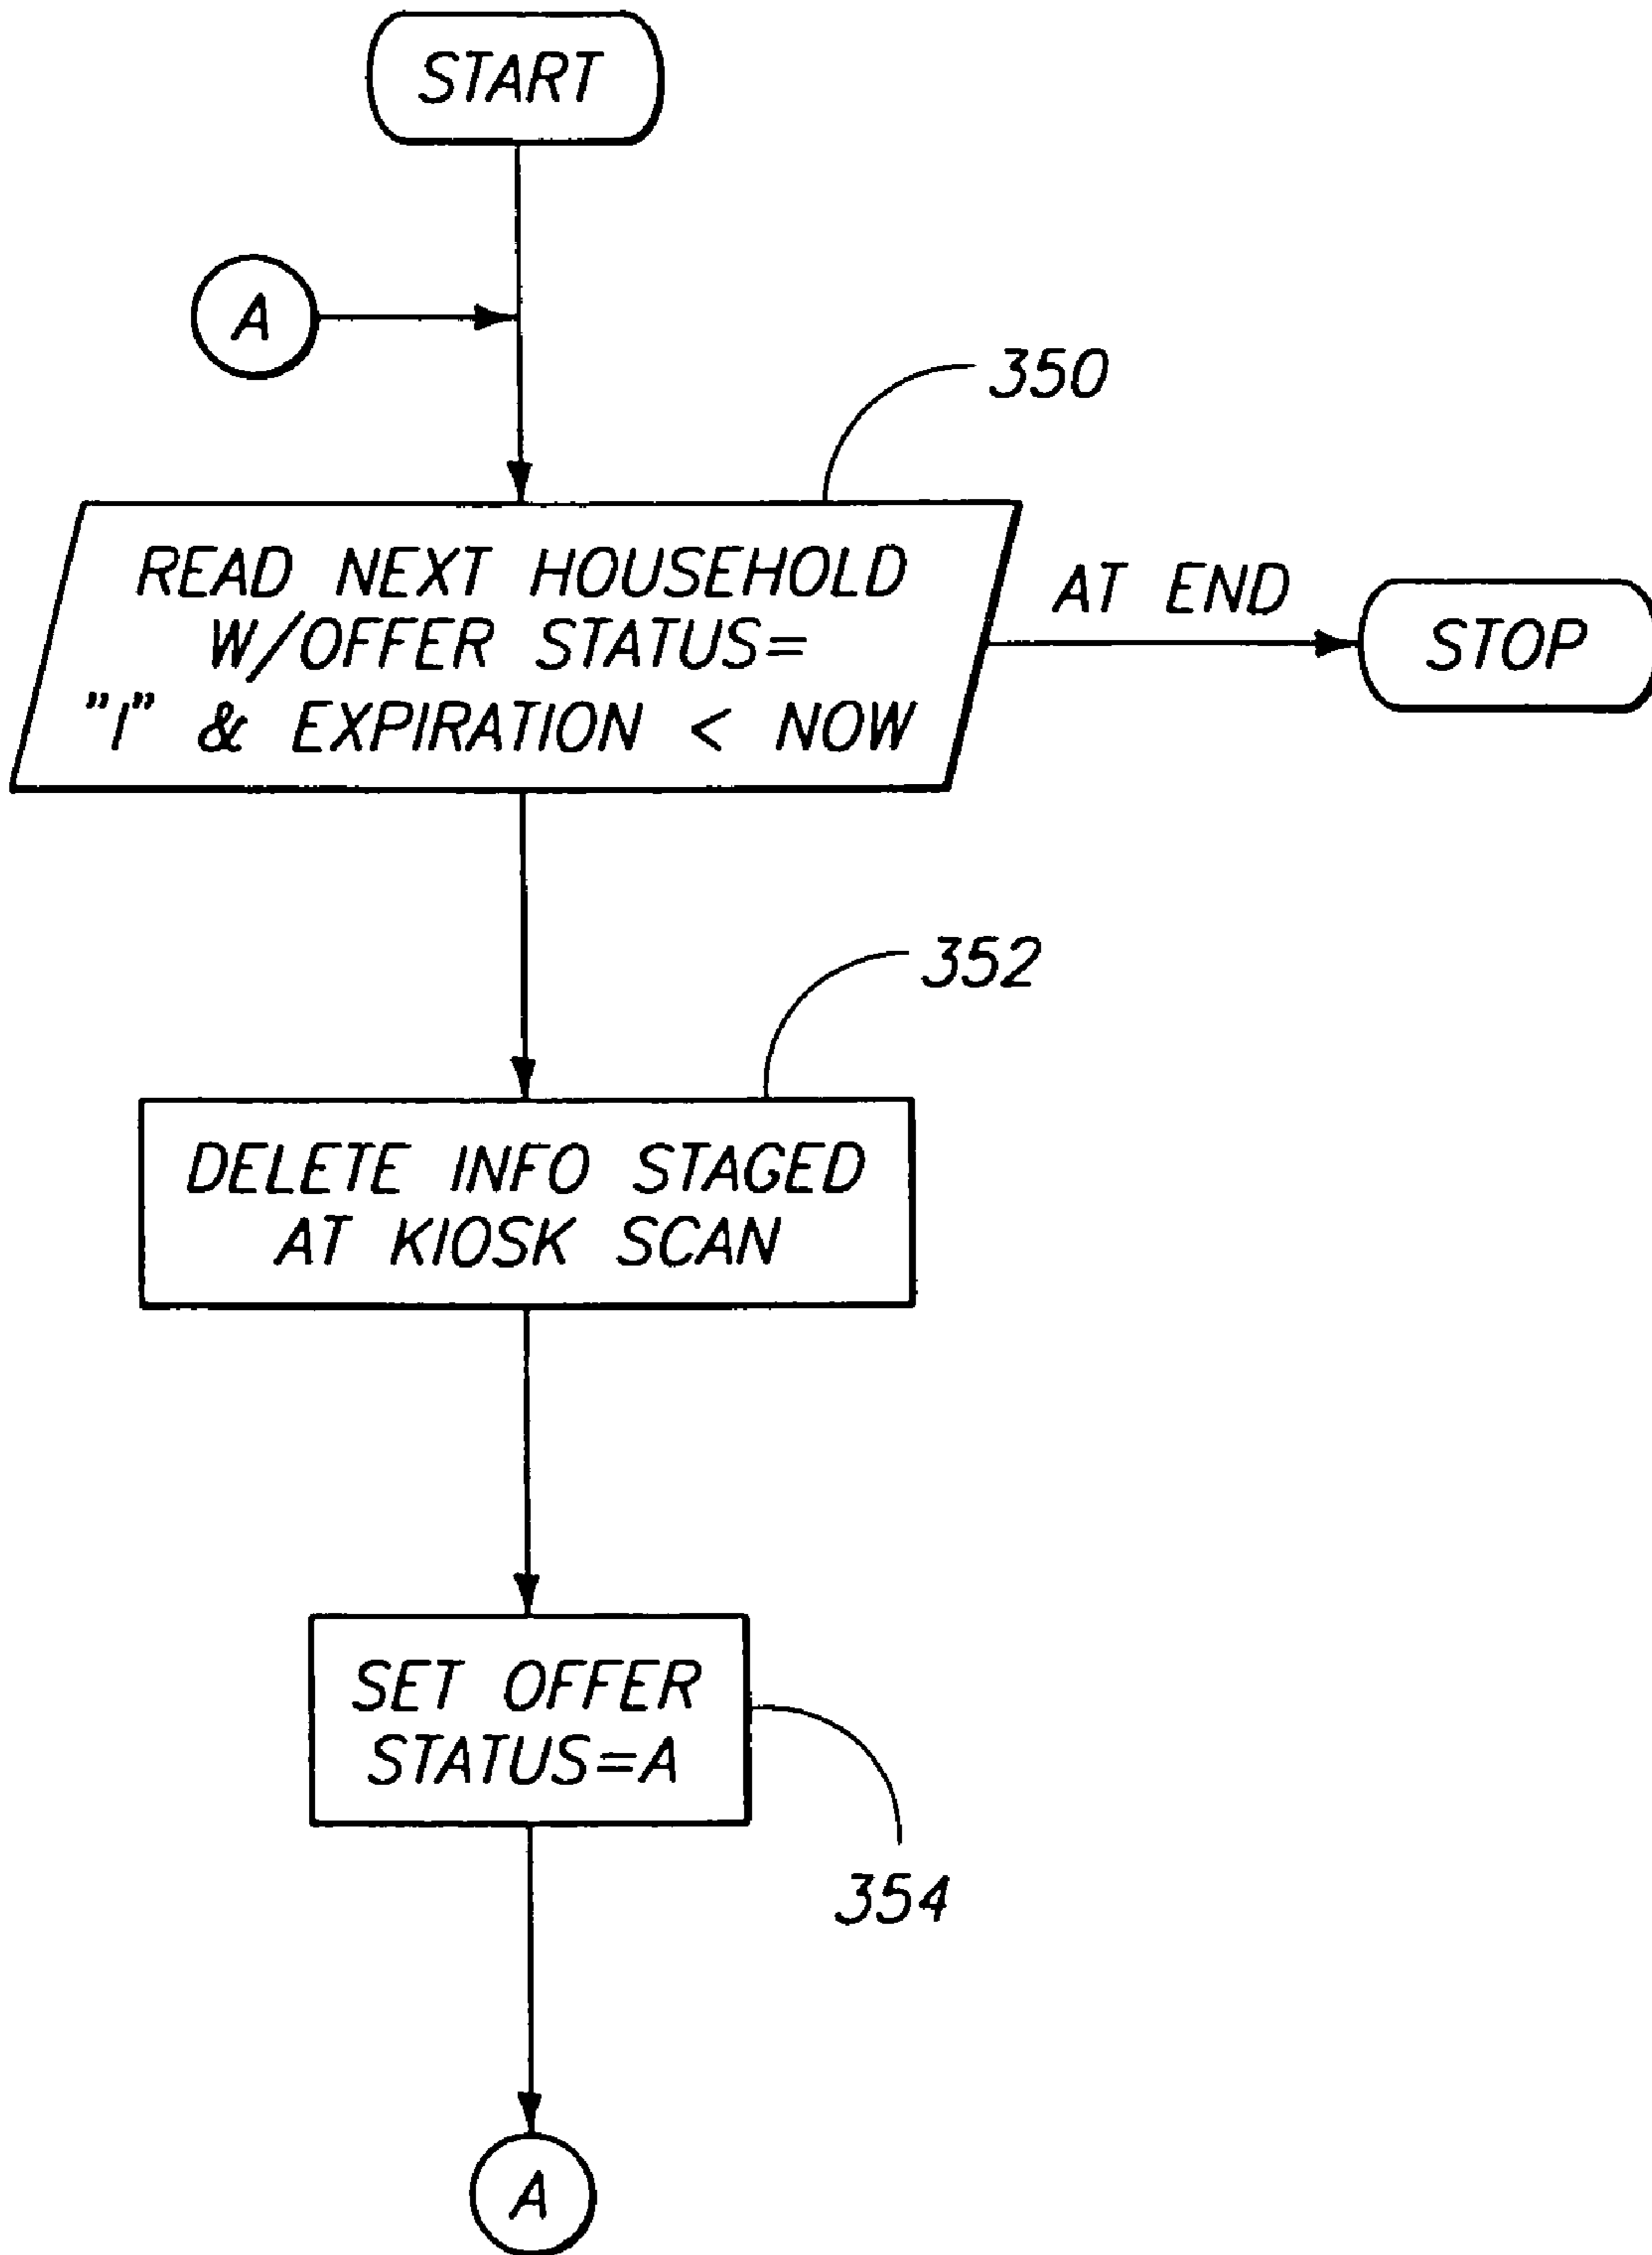 START
A
350
READ NEXT HOUSEHOLD
W/OFFER STATUS=
"I" & EXPIRATION < NOW
AT END
STOP
352
DELETE INFO STAGED
AT KIOSK SCAN
SET OFFER
STATUS=A
354
A